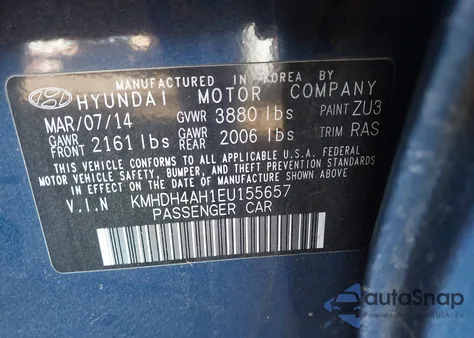 MANUFACTURED IN KOREA BY
HYUNDAI MOTOR COMPANY
MAR/07/14 GVWR 3880 lbs PAINT ZU3
GAWR FRONT 2161 lbs GAWR REAR 2006 lbs TRIM RAS
THIS VEHICLE CONFORMS TO ALL APPLICABLE U.S.A. FEDERAL
MOTOR VEHICLE SAFETY, BUMPER, AND THEFT PREVENTION
STANDARDS IN EFFECT ON THE DATE OF MANUFACTURE SHOWN ABOVE.
V.I.N KMHDH4AH1EU155657
PASSENGER CAR
autaSnap